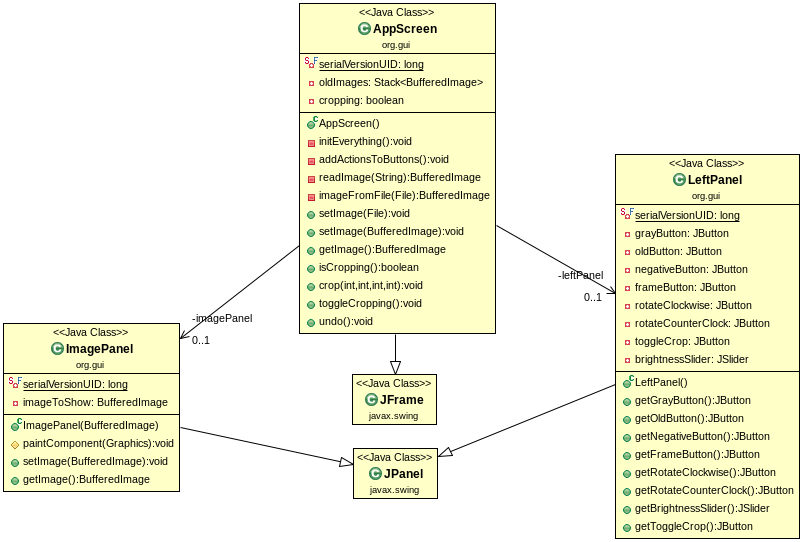 <<Java Class>>
AppScreen
org.gui
serialVersionUID: long
oldImages: Stack<BufferedImage>
cropping: boolean
AppScreen()
initEverything():void
addActionsToButtons():void
readImage(String):BufferedImage
imageFromFile(File):BufferedImage
setImage(File):void
setImage(BufferedImage):void
getImage():BufferedImage
isCropping():boolean
crop(int,int,int,int):void
toggleCropping():void
undo():void
<<Java Class>>
LeftPanel
org.gui
serialVersionUID: long
grayButton: JButton
oldButton: JButton
negativeButton: JButton
frameButton: JButton
rotateClockwise: JButton
rotateCounterClock: JButton
toggleCrop: JButton
brightnessSlider: JSlider
LeftPanel()
getGrayButton():JButton
getOldButton():JButton
getNegativeButton():JButton
getFrameButton():JButton
getRotateClockwise():JButton
getRotateCounterClock():JButton
getBrightnessSlider():JSlider
getToggleCrop():JButton
-leftPanel
0..1
-imagePanel
0..1
<<Java Class>>
ImagePanel
org.gui
serialVersionUID: long
imageToShow: BufferedImage
ImagePanel(BufferedImage)
paintComponent(Graphics):void
setImage(BufferedImage):void
getImage():BufferedImage
<<Java Class>>
JFrame
javax.swing
<<Java Class>>
JPanel
javax.swing